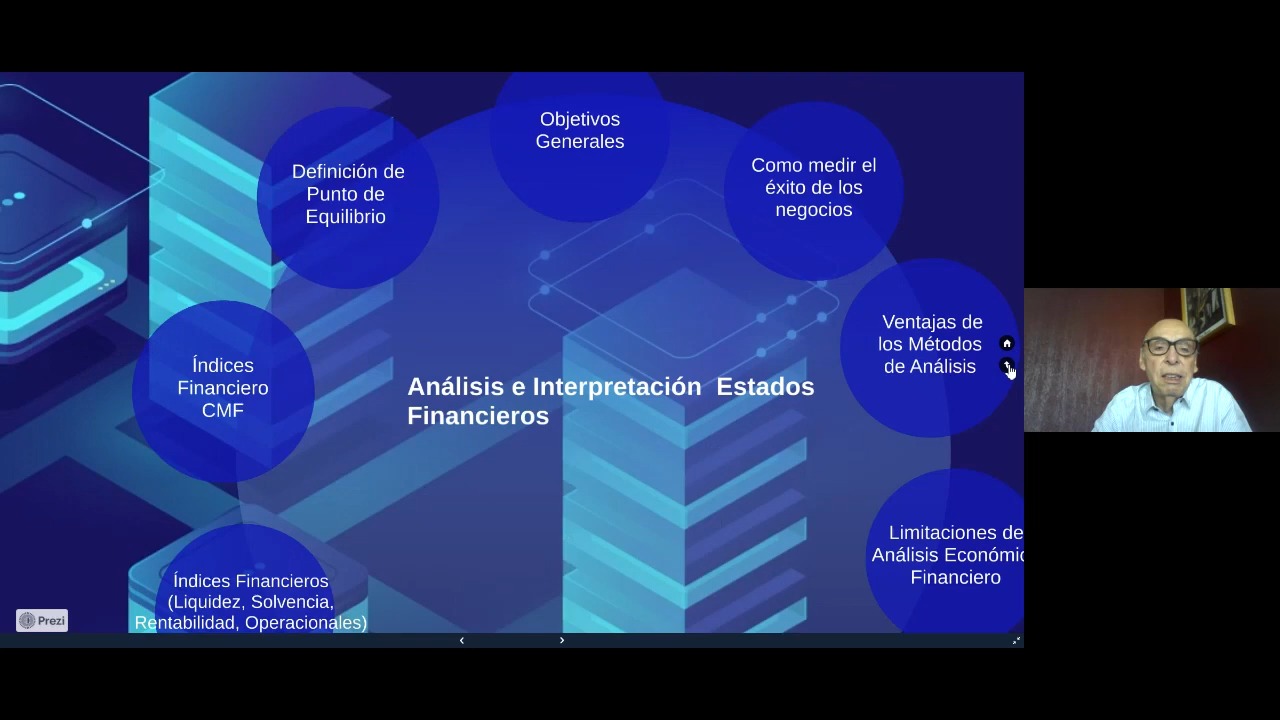 Objetivos
Generales
Definición de
Punto de
Equilibrio
Como medir el
éxito de los
negocios
Ventajas de
los Métodos
de Análisis
Índices
Financiero
CMF
Análisis e Interpretación Estados
Financieros
Limitaciones de
Análisis Económic
Financiero
Índices Financieros
(Liquidez, Solvencia,
Rentabilidad, Operacionales)
Prezi